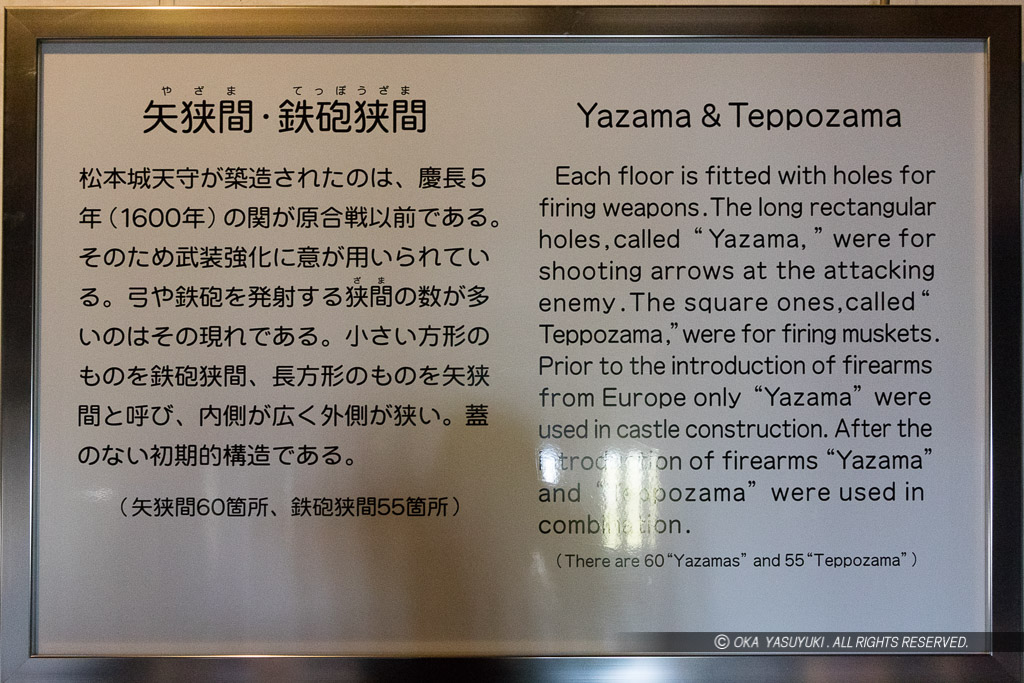 やざま てっぽうざま
矢狭間・鉄砲狭間
松本城天守が築造されたのは、慶長５
年（1600年）の関が原合戦以前である。
そのため武装強化に意が用いられてい
る。弓や鉄砲を発射する狭間の数が多
ざま
いのはその現れである。小さい方形の
ものを鉄砲狭間、長方形のものを矢狭
間と呼び、内側が広く外側が狭い。蓋
のない初期的構造である。
（矢狭間60箇所、鉄砲狭間55箇所）
Yazama & Teppozama
Each floor is fitted with holes for
firing weapons.The long rectangular
holes,called “Yazama,” were for
shooting arrows at the attacking
enemy.The square ones,called“
Teppozama,”were for firing muskets.
Prior to the introduction of firearms
from Europe only “Yazama” were
used in castle construction. After the
introduction of firearms “Yazama”
and “Teppozama” were used in
combination.
（There are 60“Yazamas” and 55“Teppozama”）
© OKA YASUYUKI. ALL RIGHTS RESERVED.